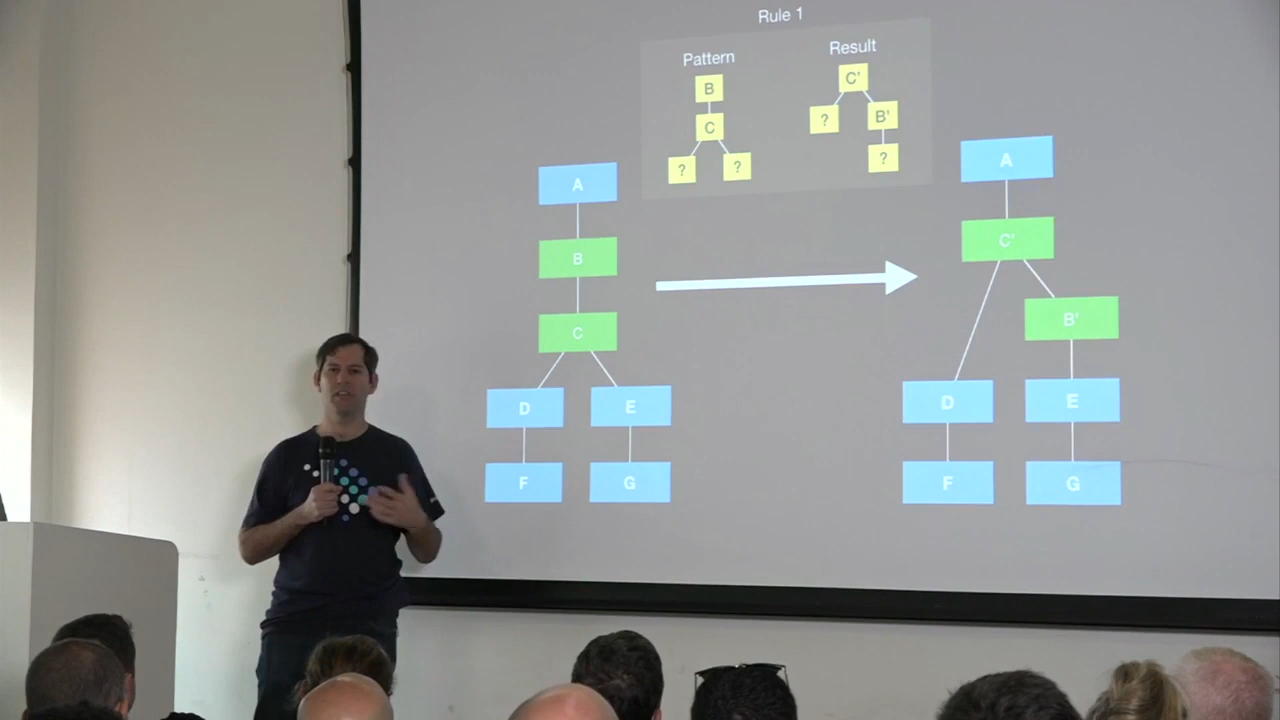 Rule 1
Pattern
Result
B
C
? ?
C'
? B'
?
A
B
C
D E
F G
A
C'
B'
D E
F G